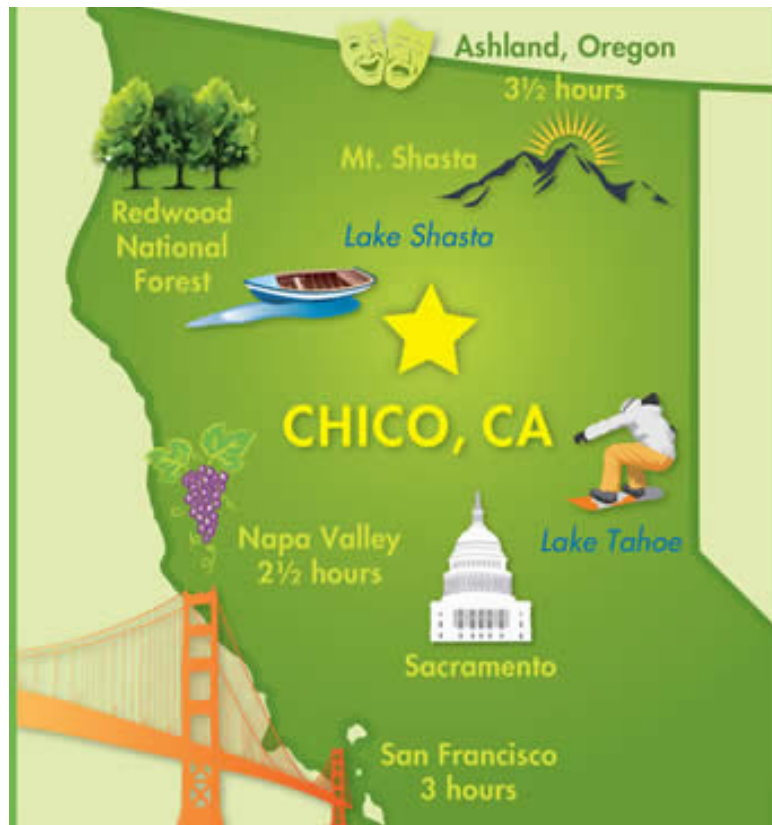 Ashland, Oregon
3½ hours
Mt. Shasta
Redwood
National
Forest
Lake Shasta
CHICO, CA
Napa Valley
2½ hours
Lake Tahoe
Sacramento
San Francisco
3 hours